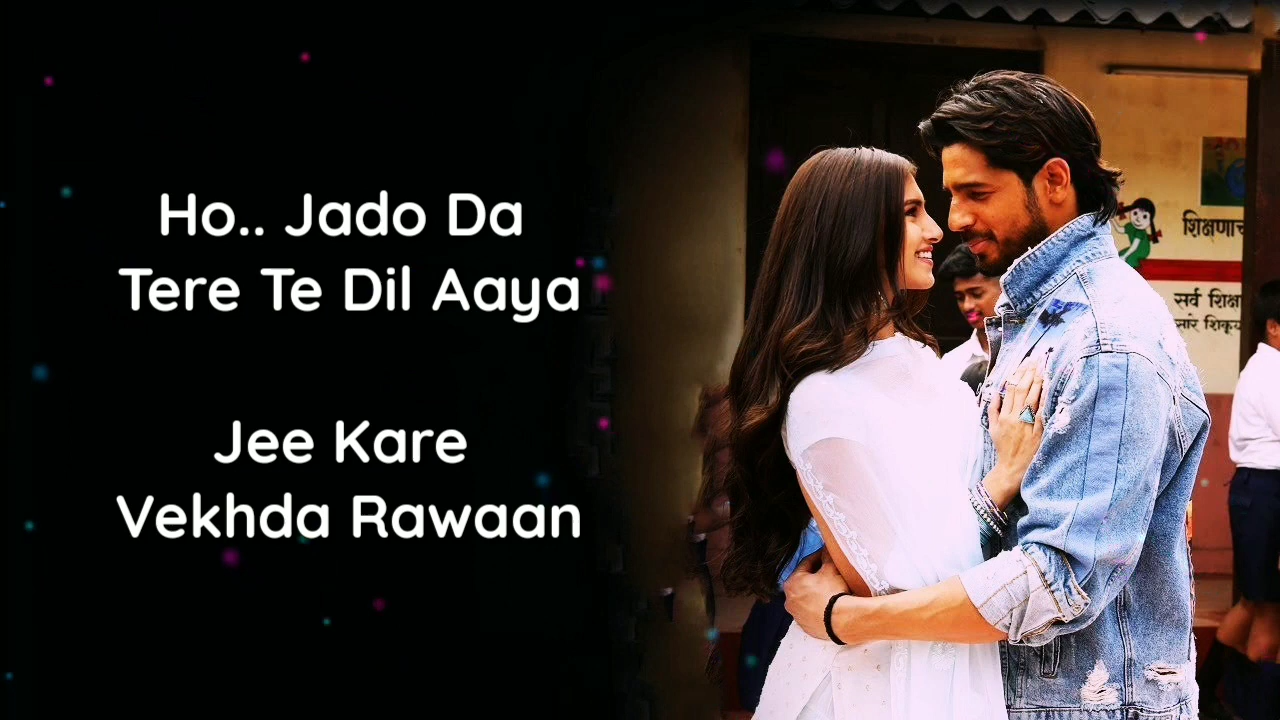 Ho.. Jado Da
Tere Te Dil Aaya
Jee Kare
Vekhda Rawaan
शिक्षणाच
सर्व शिक्ष
सारे शिकूय